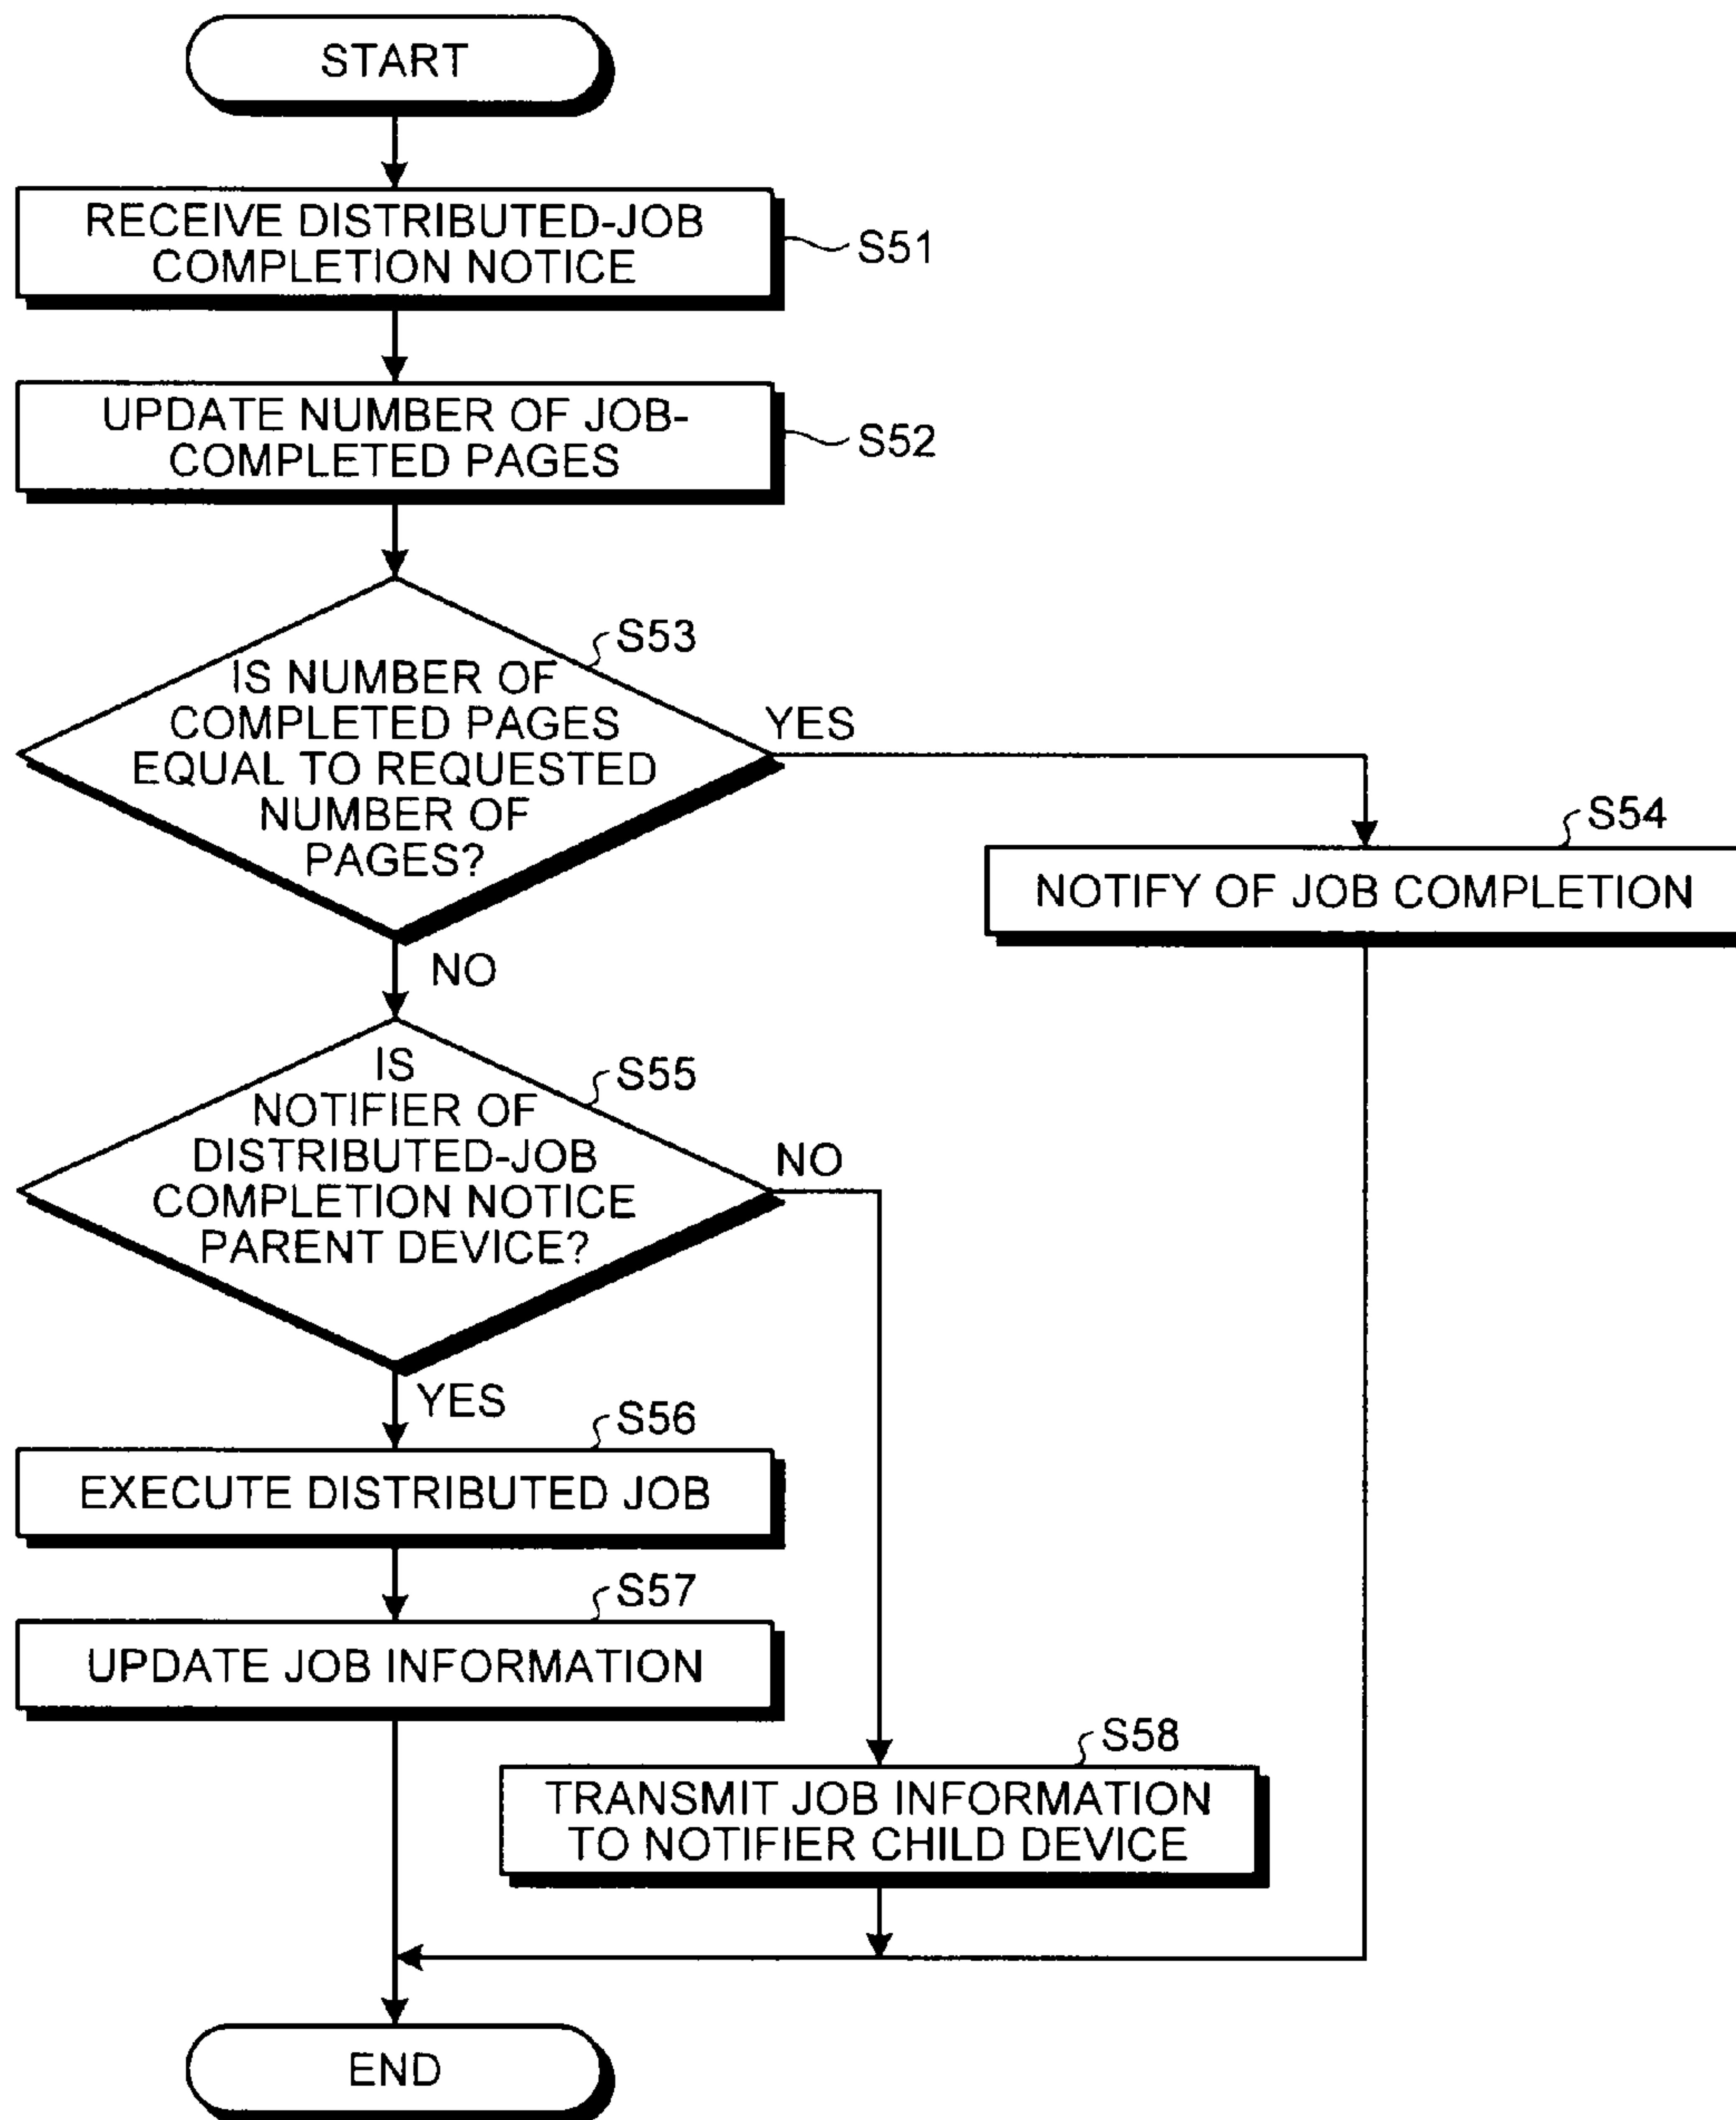 START
RECEIVE DISTRIBUTED-JOB
COMPLETION NOTICE
S51
UPDATE NUMBER OF JOB-
COMPLETED PAGES
S52
S53
IS NUMBER OF
COMPLETED PAGES
EQUAL TO REQUESTED
NUMBER OF
PAGES?
YES
NO
S54
NOTIFY OF JOB COMPLETION
S55
IS
NOTIFIER OF
DISTRIBUTED-JOB
COMPLETION NOTICE
PARENT DEVICE?
NO
YES
S56
EXECUTE DISTRIBUTED JOB
S57
UPDATE JOB INFORMATION
S58
TRANSMIT JOB INFORMATION
TO NOTIFIER CHILD DEVICE
END